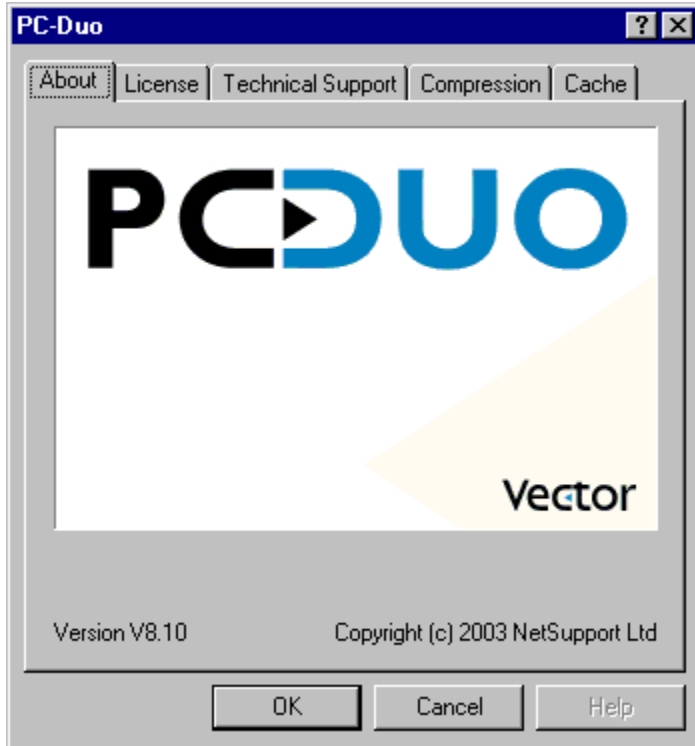 PC-Duo
About License Technical Support Compression Cache
PCDUO
Vector
Version V8.10 Copyright (c) 2003 NetSupport Ltd
OK Cancel Help